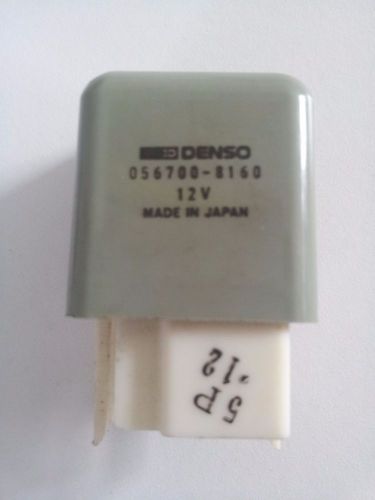 DENSO
056700-8160
12V
MADE IN JAPAN
5P
12